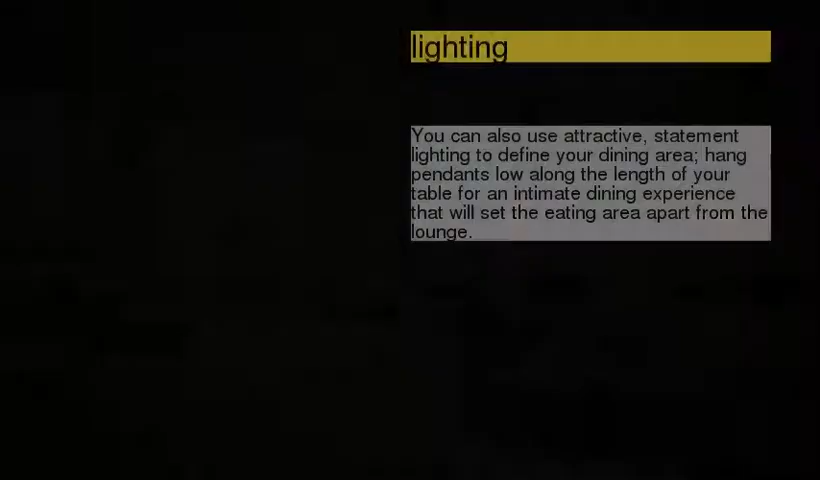 lighting
You can also use attractive, statement
lighting to define your dining area; hang
pendants low along the length of your
table for an intimate dining experience
that will set the eating area apart from the
lounge.